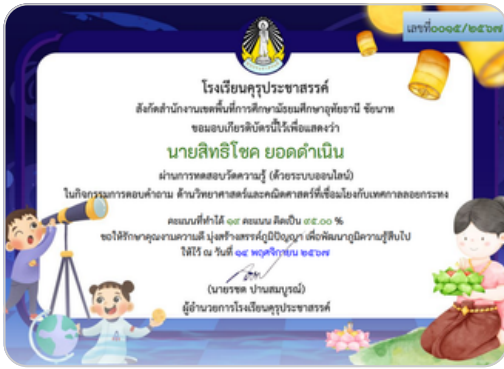 เลขที่๐๐๑๕/๒๕๖๗
โรงเรียนคุรุประชาสรรค์
สังกัดสำนักงานเขตพื้นที่การศึกษามัธยมศึกษาอุทัยธานี ชัยนาท
ขอมอบเกียรติบัตรนี้ไว้เพื่อแสดงว่า
นายสิทธิโชค ยอดดำเนิน
ผ่านการทดสอบวัดความรู้ (ด้วยระบบออนไลน์)
ในกิจกรรมการตอบคำถาม ด้านวิทยาศาสตร์และคณิตศาสตร์ที่เชื่อมโยงกับเทศกาลลอยกระทง
คะแนนที่ทำได้ ๑๙ คะแนน คิดเป็น ๙๕.๐๐ %
ขอให้รักษาคุณงามความดี มุ่งสร้างสรรค์ภูมิปัญญา เพื่อพัฒนาภูมิความรู้สืบไป
ให้ไว้ ณ วันที่ ๑๔ พฤศจิกายน ๒๕๖๗
(นายรชต ปานสมบูรณ์)
ผู้อำนวยการโรงเรียนคุรุประชาสรรค์